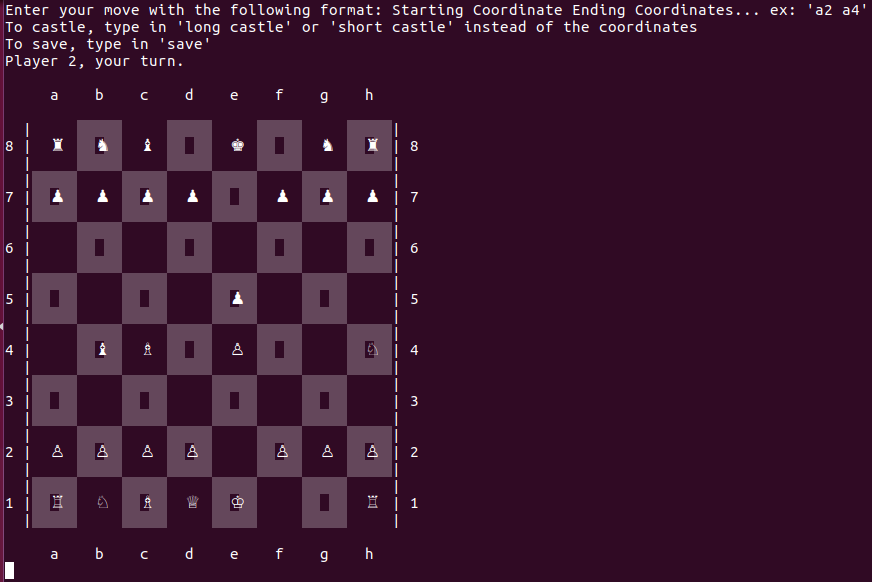 Enter your move with the following format: Starting Coordinate Ending Coordinates... ex: 'a2 a4'
To castle, type in 'long castle' or 'short castle' instead of the coordinates
To save, type in 'save'
Player 2, your turn.
a b c d e f g h
8 8
7 7
6 6
5 5
4 4
3 3
2 2
1 1
a b c d e f g h